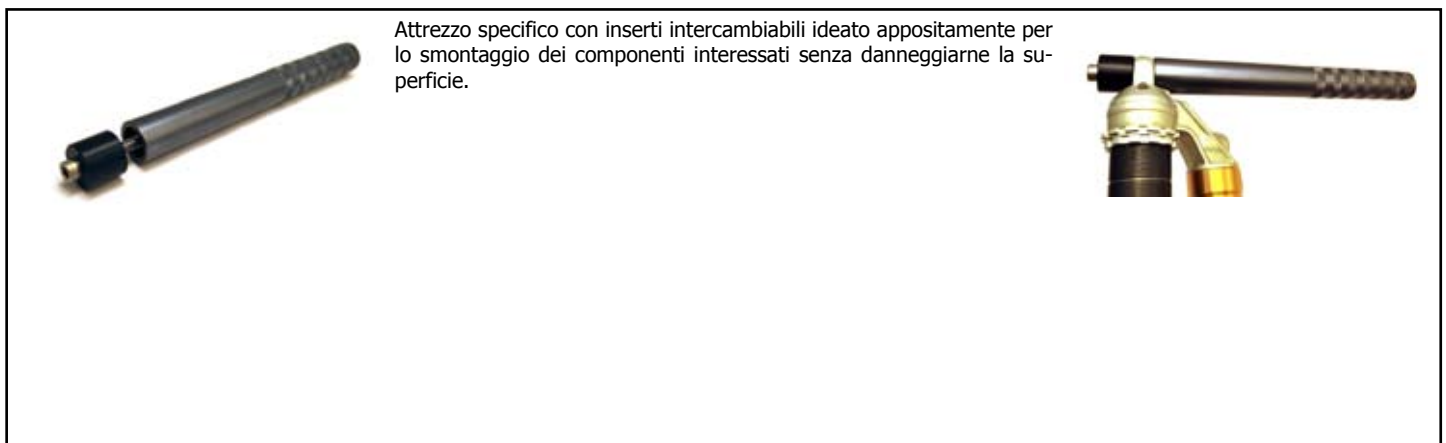 Attrezzo specifico con inserti intercambiabili ideato appositamente per
lo smontaggio dei componenti interessati senza danneggiarne la su-
perficie.